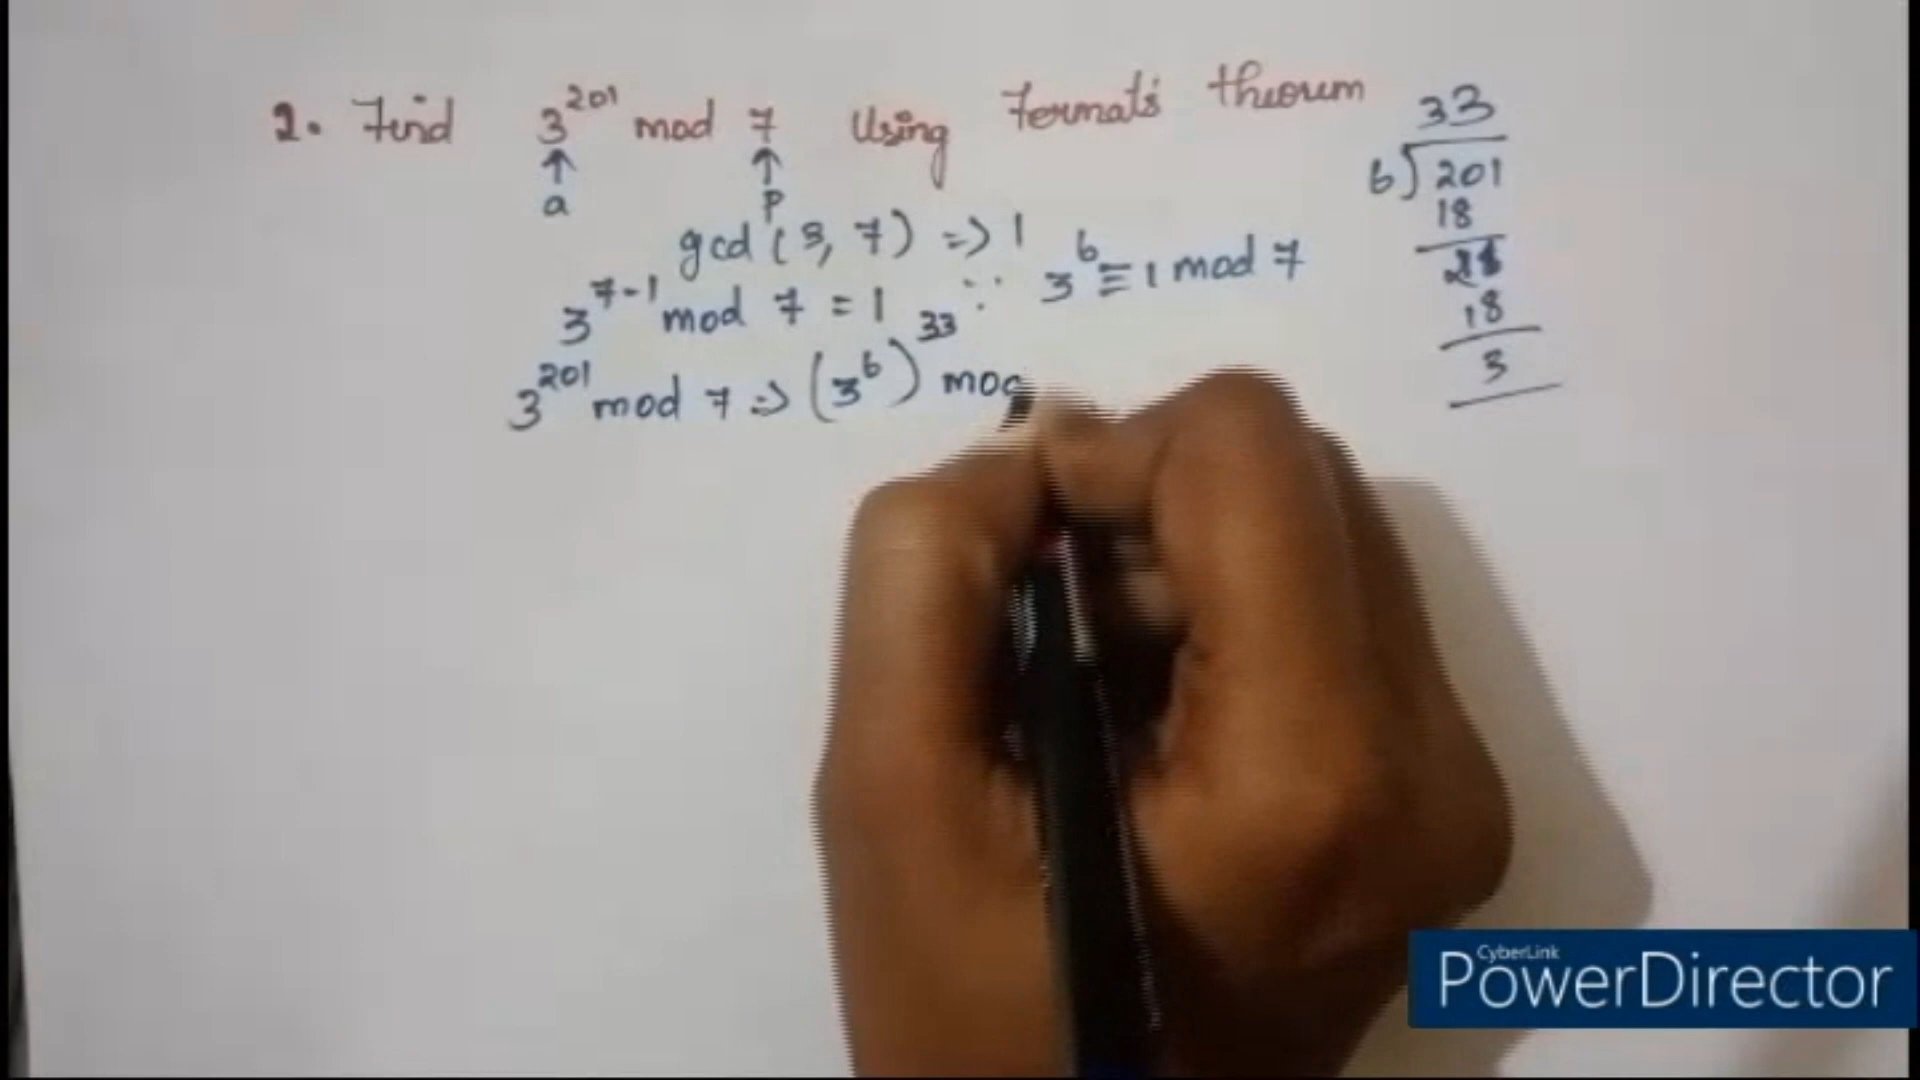 2. Find 3^201 mod 7 Using Fermat's theorem
↑ a ↑ p
gcd (3, 7) => 1
3^7-1 mod 7 = 1 ∵ 3^6 ≡ 1 mod 7
3^201 mod 7 => (3^6)^33 mod
33
6) 201
18
21
18
3
CyberLink
PowerDirector